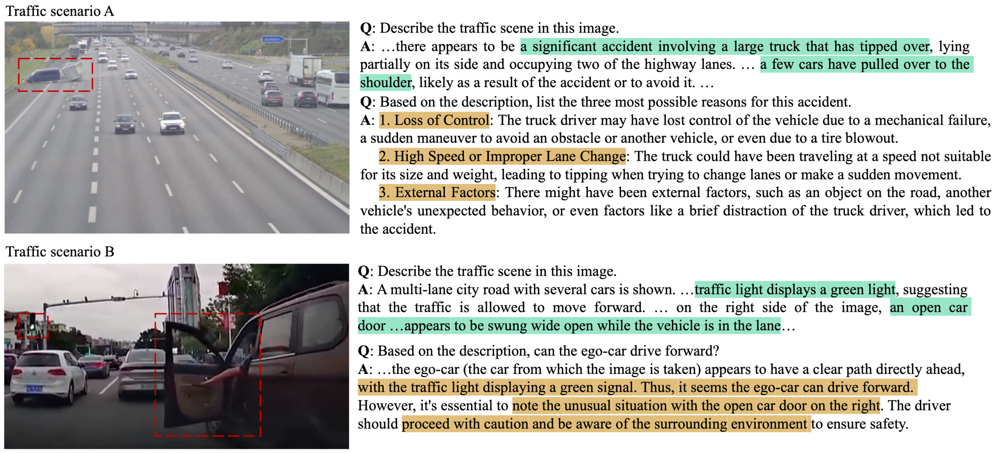 Traffic scenario A
Ausfahrt
Q: Describe the traffic scene in this image.
A: …there appears to be a significant accident involving a large truck that has tipped over, lying
partially on its side and occupying two of the highway lanes. … a few cars have pulled over to the
shoulder, likely as a result of the accident or to avoid it. …
Q: Based on the description, list the three most possible reasons for this accident.
A: 1. Loss of Control: The truck driver may have lost control of the vehicle due to a mechanical failure,
a sudden maneuver to avoid an obstacle or another vehicle, or even due to a tire blowout.
2. High Speed or Improper Lane Change: The truck could have been traveling at a speed not suitable
for its size and weight, leading to tipping when trying to change lanes or make a sudden movement.
3. External Factors: There might have been external factors, such as an object on the road, another
vehicle's unexpected behavior, or even factors like a brief distraction of the truck driver, which led to
the accident.
Traffic scenario B
Q: Describe the traffic scene in this image.
A: A multi-lane city road with several cars is shown. …traffic light displays a green light, suggesting
that the traffic is allowed to move forward. … on the right side of the image, an open car
door …appears to be swung wide open while the vehicle is in the lane…
Q: Based on the description, can the ego-car drive forward?
A: …the ego-car (the car from which the image is taken) appears to have a clear path directly ahead,
with the traffic light displaying a green signal. Thus, it seems the ego-car can drive forward.
However, it's essential to note the unusual situation with the open car door on the right. The driver
should proceed with caution and be aware of the surrounding environment to ensure safety.